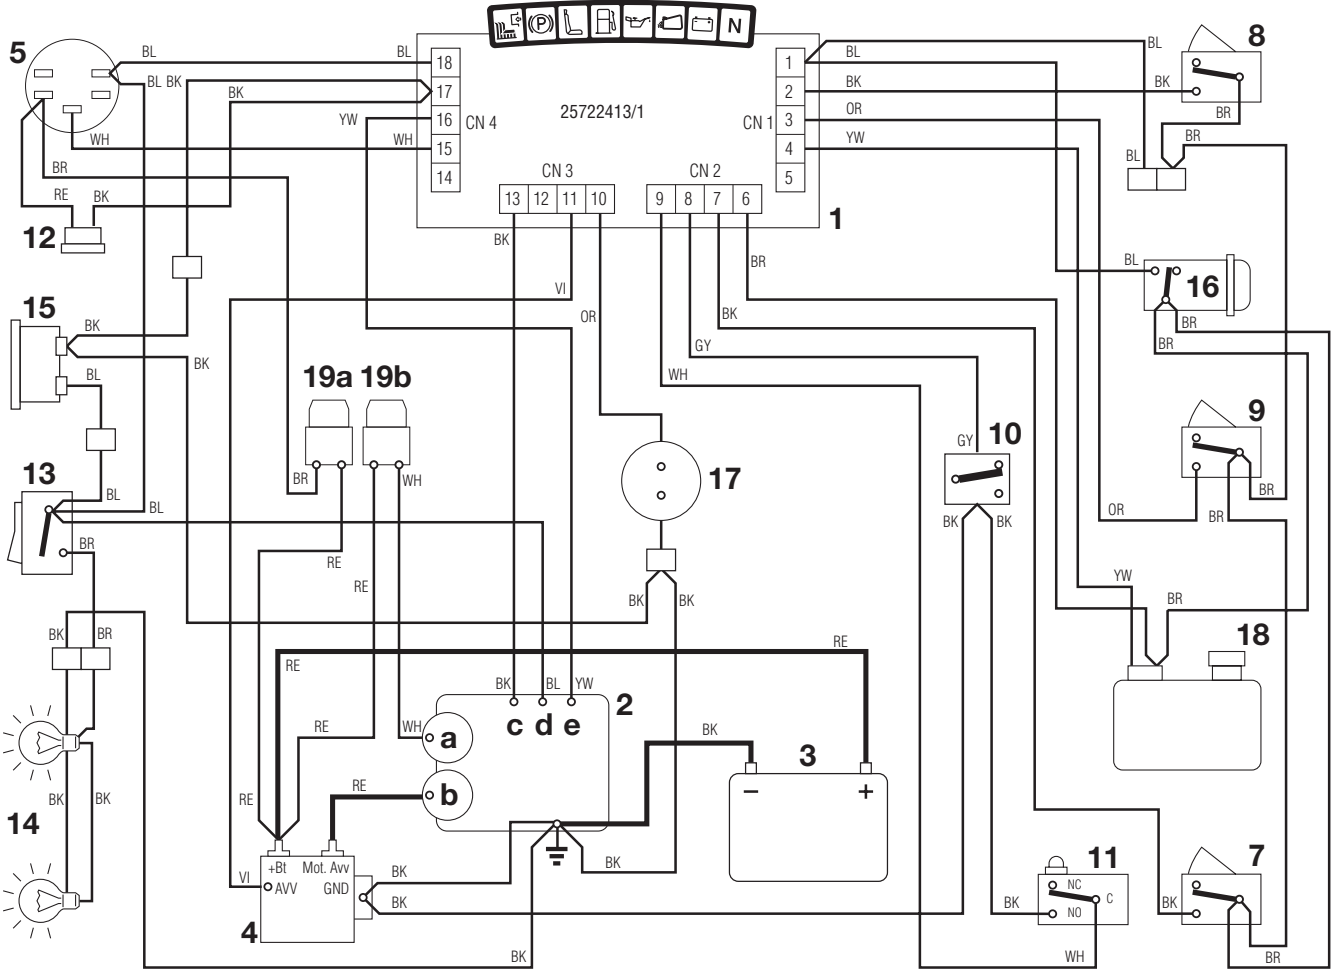 P N
5 BL BL 18 1 BL BL 8
BL BK BK 17 2 BK BK
YW 16 CN 4 25722413/1 CN 1 3 OR BR
WH WH 15 4 YW BR
BR 14 CN 3 CN 2 5 BL
RE BK 13 12 11 10 9 8 7 6 1
12 BK BR BL 16
15 VI OR BK BR
BK BK GY BR
BL 19a 19b WH 9
13 BR WH 17 GY 10 BR
BL BL BK BK OR BR
BR RE RE BK BK YW BR
BK BR RE RE 18
BK BL YW 2
c d e
RE WH a BK 3
RE RE b – +
14 BK BK
+Bt Mot. Avv BK 11 7
VI AVV GND BK NC C
BK BK NO BK
4 BK WH BR